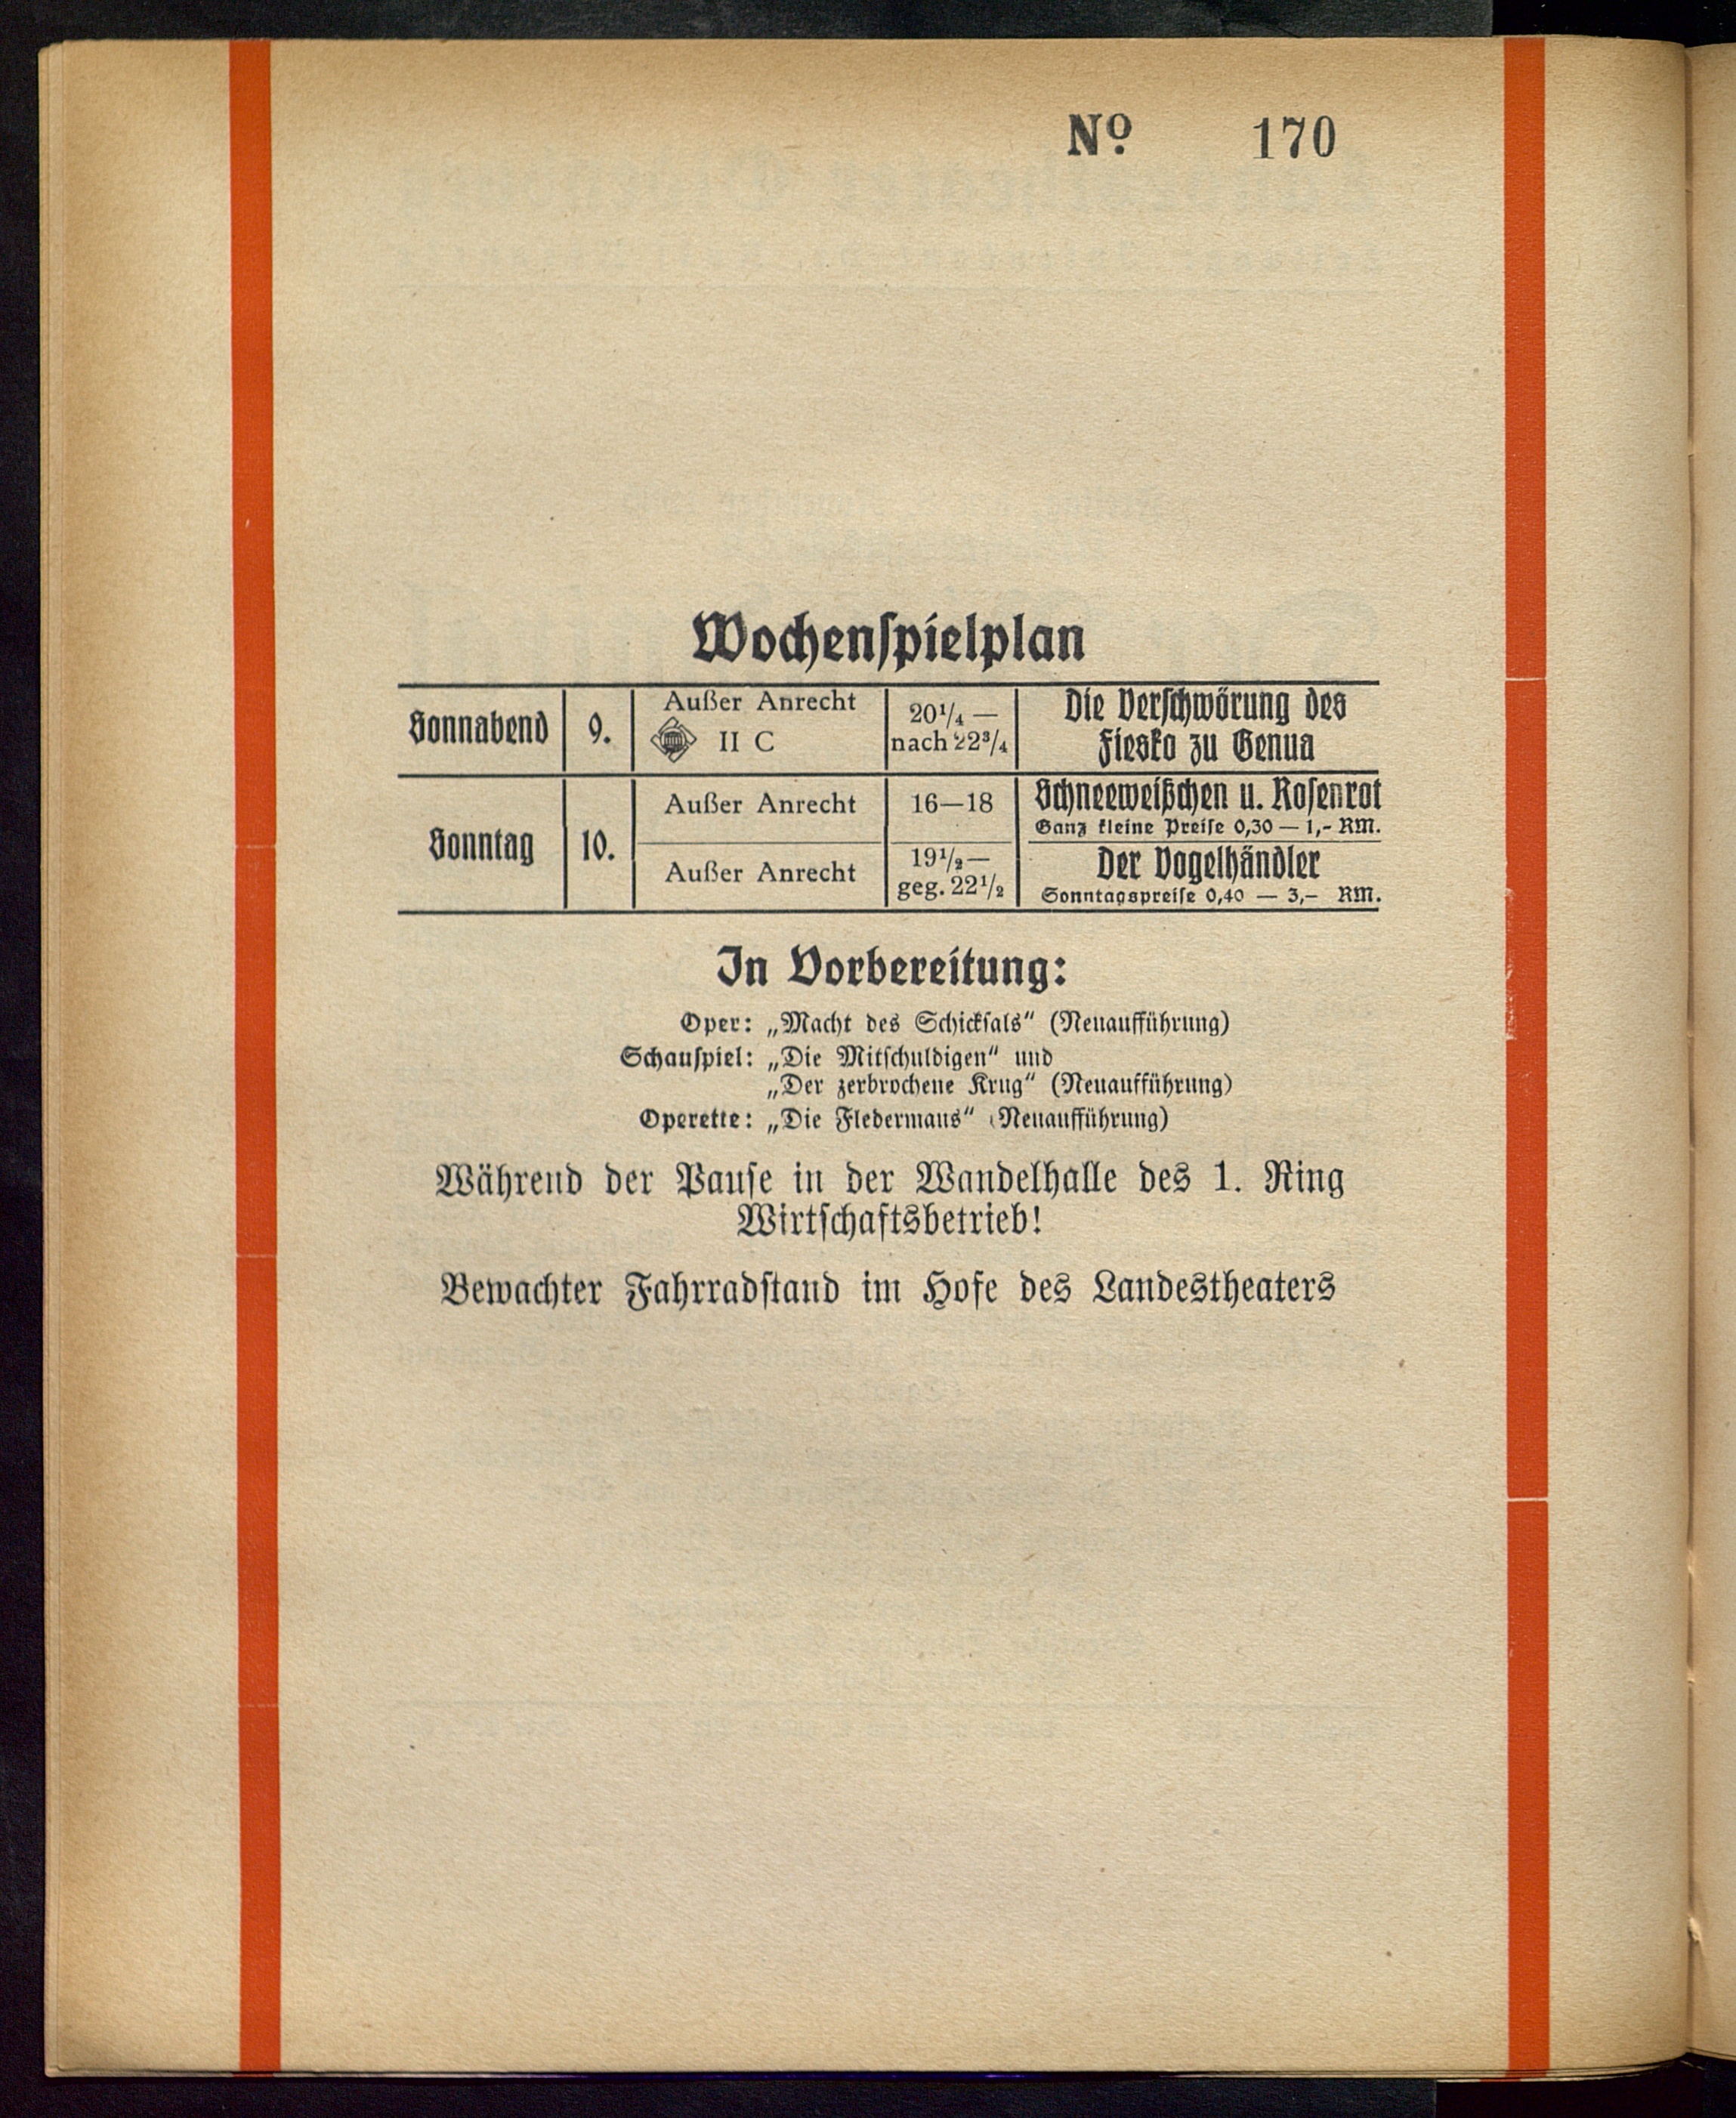 Nº 170
Wochenspielplan
Sonnabend 9. Außer Anrecht II C 20¹/₄ — nach 22³/₄ Die Verschwörung des Fiesko zu Genua
Sonntag 10. Außer Anrecht 16—18 Schneeweißchen u. Rosenrot
Ganz kleine Preise 0,30 — 1,- RM.
Außer Anrecht 19¹/₂— geg. 22¹/₂ Der Vogelhändler
Sonntagspreise 0,40 — 3,- RM.
In Vorbereitung:
Oper: „Macht des Schicksals“ (Neuaufführung)
Schauspiel: „Die Mitschuldigen“ und
„Der zerbrochene Krug“ (Neuaufführung)
Operette: „Die Fledermaus“ (Neuaufführung)
Während der Pause in der Wandelhalle des 1. Ring
Wirtschaftsbetrieb!
Bewachter Fahrradstand im Hofe des Landestheaters